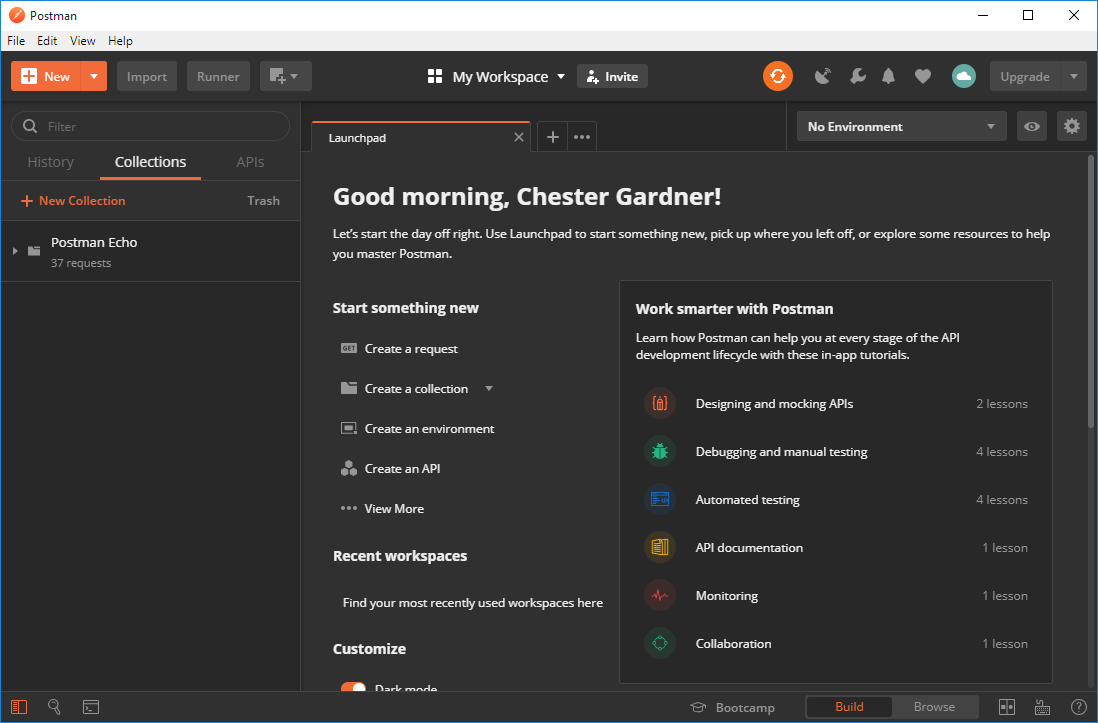 Postman
File Edit View Help
New Import Runner My Workspace Invite Upgrade
Filter
Launchpad
No Environment
History Collections APIs
New Collection Trash
Postman Echo
37 requests
Good morning, Chester Gardner!
Let's start the day off right. Use Launchpad to start something new, pick up where you left off, or explore some resources to help
you master Postman.
Start something new
GET Create a request
Create a collection
Create an environment
Create an API
View More
Recent workspaces
Find your most recently used workspaces here
Customize
Dark mode
Work smarter with Postman
Learn how Postman can help you at every stage of the API
development lifecycle with these in-app tutorials.
Designing and mocking APIs 2 lessons
Debugging and manual testing 4 lessons
Automated testing 4 lessons
API documentation 1 lesson
Monitoring 1 lesson
Collaboration 1 lesson
Bootcamp Build Browse